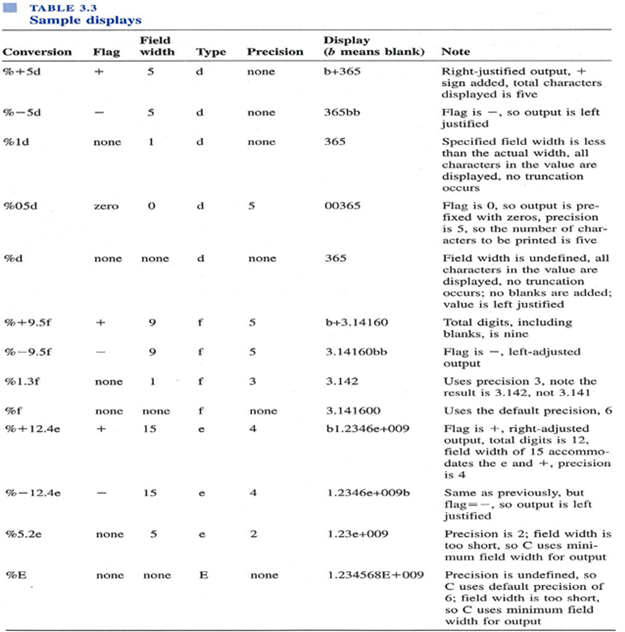 TABLE 3.3
Sample displays
Conversion Flag Field width Type Precision Display (b means blank) Note
%+5d + 5 d none b+365 Right-justified output, +
sign added, total characters
displayed is five
%−5d − 5 d none 365bb Flag is −, so output is left
justified
%1d none 1 d none 365 Specified field width is less
than the actual width, all
characters in the value are
displayed, no truncation
occurs
%05d zero 0 d 5 00365 Flag is 0, so output is pre-
fixed with zeros, precision
is 5, so the number of char-
acters to be printed is five
%d none none d none 365 Field width is undefined, all
characters in the value are
displayed, no truncation
occurs; no blanks are added;
value is left justified
%+9.5f + 9 f 5 b+3.14160 Total digits, including
blanks, is nine
%−9.5f − 9 f 5 3.14160bb Flag is −, left-adjusted
output
%1.3f none 1 f 3 3.142 Uses precision 3, note the
result is 3.142, not 3.141
%f none none f none 3.141600 Uses the default precision, 6
%+12.4e + 15 e 4 b1.2346e+009 Flag is +, right-adjusted
output, total digits is 12,
field width of 15 accommo-
dates the e and +, precision
is 4
%−12.4e − 15 e 4 1.2346e+009b Same as previously, but
flag=−, so output is left
justified
%5.2e none 5 e 2 1.23e+009 Precision is 2; field width is
too short, so C uses mini-
mum field width for output
%E none none E none 1.234568E+009 Precision is undefined, so
C uses default precision of
6; field width is too short,
so C uses minimum field
width for output